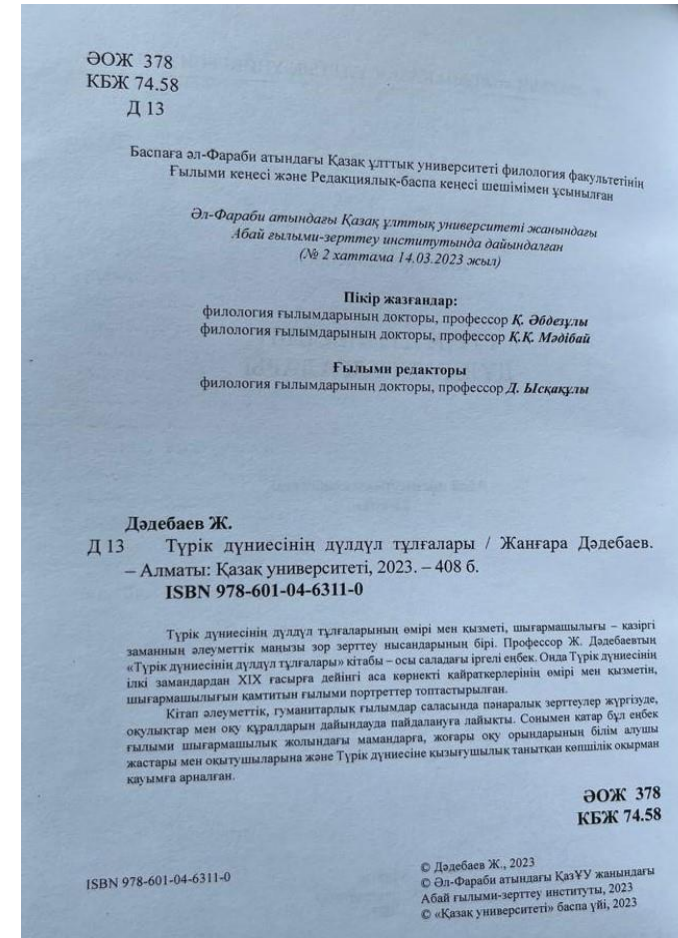 ӘОЖ 378
КБЖ 74.58
Д 13
Баспаға әл-Фараби атындағы Қазақ ұлттық университеті филология факультетінің
Ғылыми кеңесі және Редакциялық-баспа кеңесі шешімімен ұсынылған
Әл-Фараби атындағы Қазақ ұлттық университеті жанындағы
Абай ғылыми-зерттеу институтында дайындалған
(№ 2 хаттама 14.03.2023 жыл)
Пікір жазғандар:
филология ғылымдарының докторы, профессор Қ. Әбдезұлы
филология ғылымдарының докторы, профессор Қ.Қ. Мәдібай
Ғылыми редакторы
филология ғылымдарының докторы, профессор Д. Ысқақұлы
Дәдебаев Ж.
Д 13 Түрік дүниесінің дүлдүл тұлғалары / Жанғара Дәдебаев.
– Алматы: Қазақ университеті, 2023. – 408 б.
ISBN 978-601-04-6311-0
Түрік дүниесінің дүлдүл тұлғаларының өмірі мен қызметі, шығармашылығы – қазіргі
заманның әлеуметтік маңызы зор зерттеу нысандарының бірі. Профессор Ж. Дәдебаевтың
«Түрік дүниесінің дүлдүл тұлғалары» кітабы – осы саладағы іргелі еңбек. Онда Түрік дүниесінің
ілкі замандардан XIX ғасырға дейінгі аса көрнекті қайраткерлерінің өмірі мен қызметін,
шығармашылығын қамтитын ғылыми портреттер топтастырылған.
Кітап әлеуметтік, гуманитарлық ғылымдар саласында пәнаралық зерттеулер жүргізуде,
оқулықтар мен оқу құралдарын дайындауда пайдалануға лайықты. Сонымен қатар бұл еңбек
ғылыми шығармашылық жолындағы мамандарға, жоғары оқу орындарының білім алушы
жастары мен оқытушыларына және Түрік дүниесіне қызығушылық танытқан көпшілік оқырман
қауымға арналған.
ӘОЖ 378
КБЖ 74.58
ISBN 978-601-04-6311-0
© Дәдебаев Ж., 2023
© Әл-Фараби атындағы ҚазҰУ жанындағы
Абай ғылыми-зерттеу институты, 2023
© «Қазақ университеті» баспа үйі, 2023